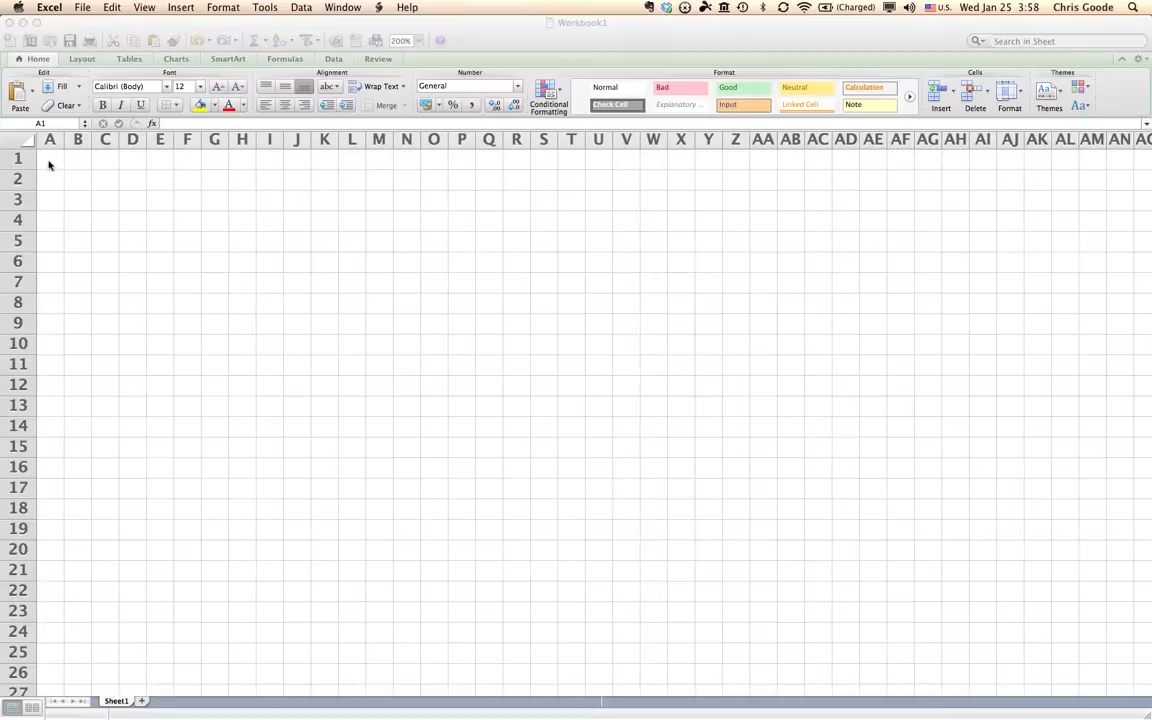 Excel File Edit View Insert Format Tools Data Window Help (Charged) U.S. Wed Jan 25 3:58 Chris Goode
Workbook1
200% Search in Sheet
Home Layout Tables Charts SmartArt Formulas Data Review
Edit Font Alignment Number Format Cells Themes
Fill Calibri (Body) 12 A A abc Wrap Text General Normal Bad Good Neutral Calculation
Paste Clear B I U A Merge % Conditional Formatting Check Cell Explanatory ... Input Linked Cell Note Insert Delete Format Themes Aa
A1 fx
A B C D E F G H I J K L M N O P Q R S T U V W X Y Z AA AB AC AD AE AF AG AH AI AJ AK AL AM AN
1
2
3
4
5
6
7
8
9
10
11
12
13
14
15
16
17
18
19
20
21
22
23
24
25
26
27
Sheet1